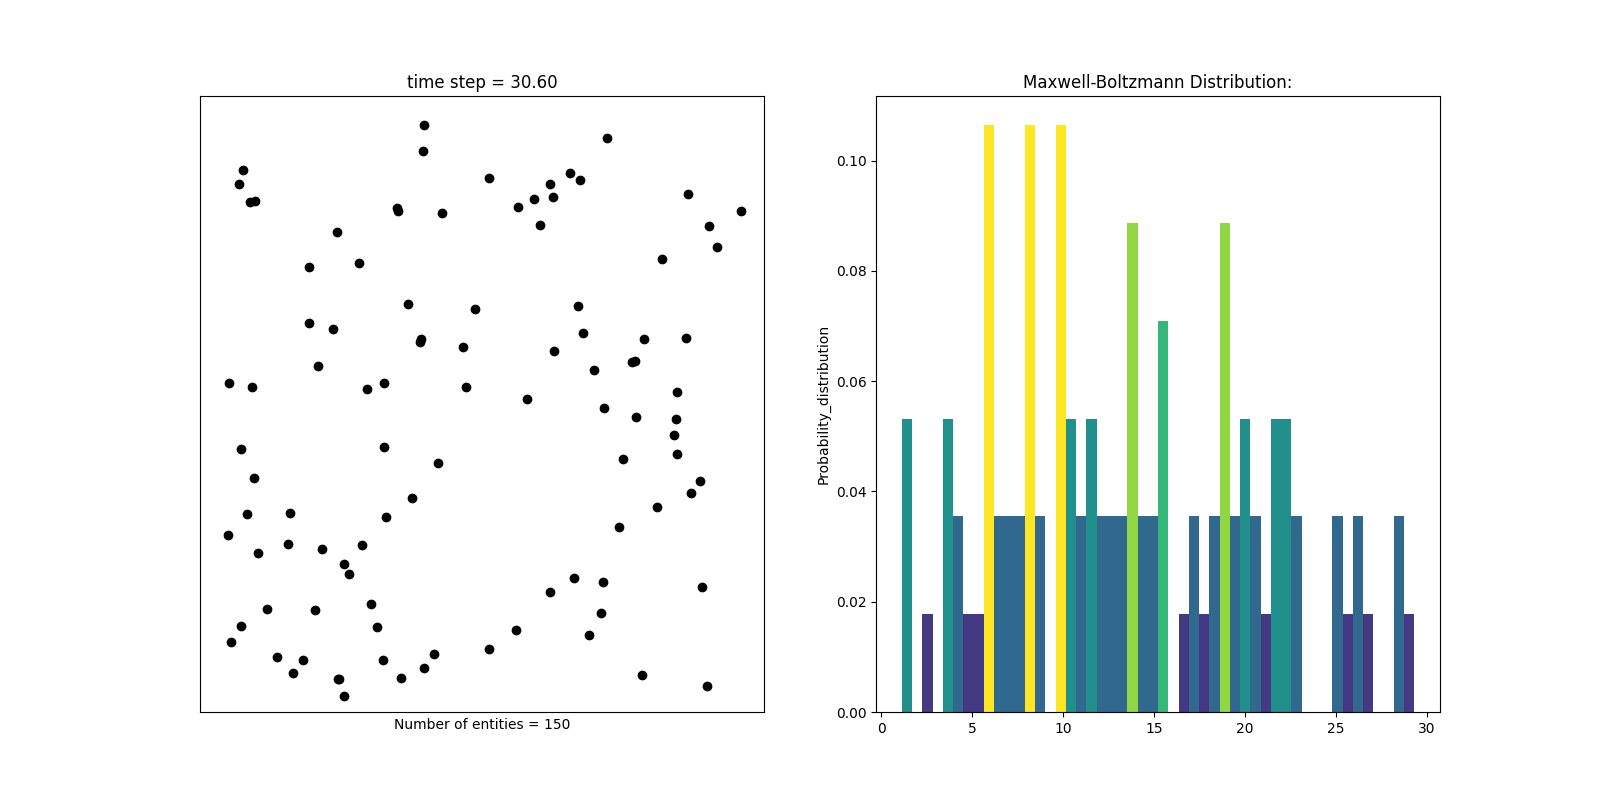 time step = 30.60
Number of entities = 150
Maxwell-Boltzmann Distribution:
Probability_distribution
0.10
0.08
0.06
0.04
0.02
0.00
0 5 10 15 20 25 30